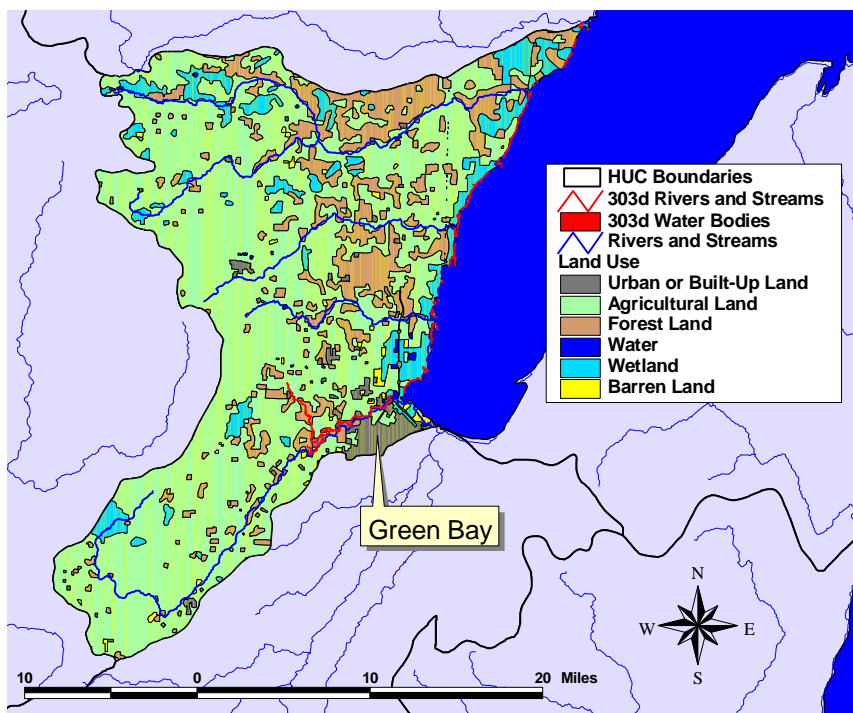 HUC Boundaries
303d Rivers and Streams
303d Water Bodies
Rivers and Streams
Land Use
Urban or Built-Up Land
Agricultural Land
Forest Land
Water
Wetland
Barren Land
Green Bay
N
W E
S
10 0 10 20 Miles